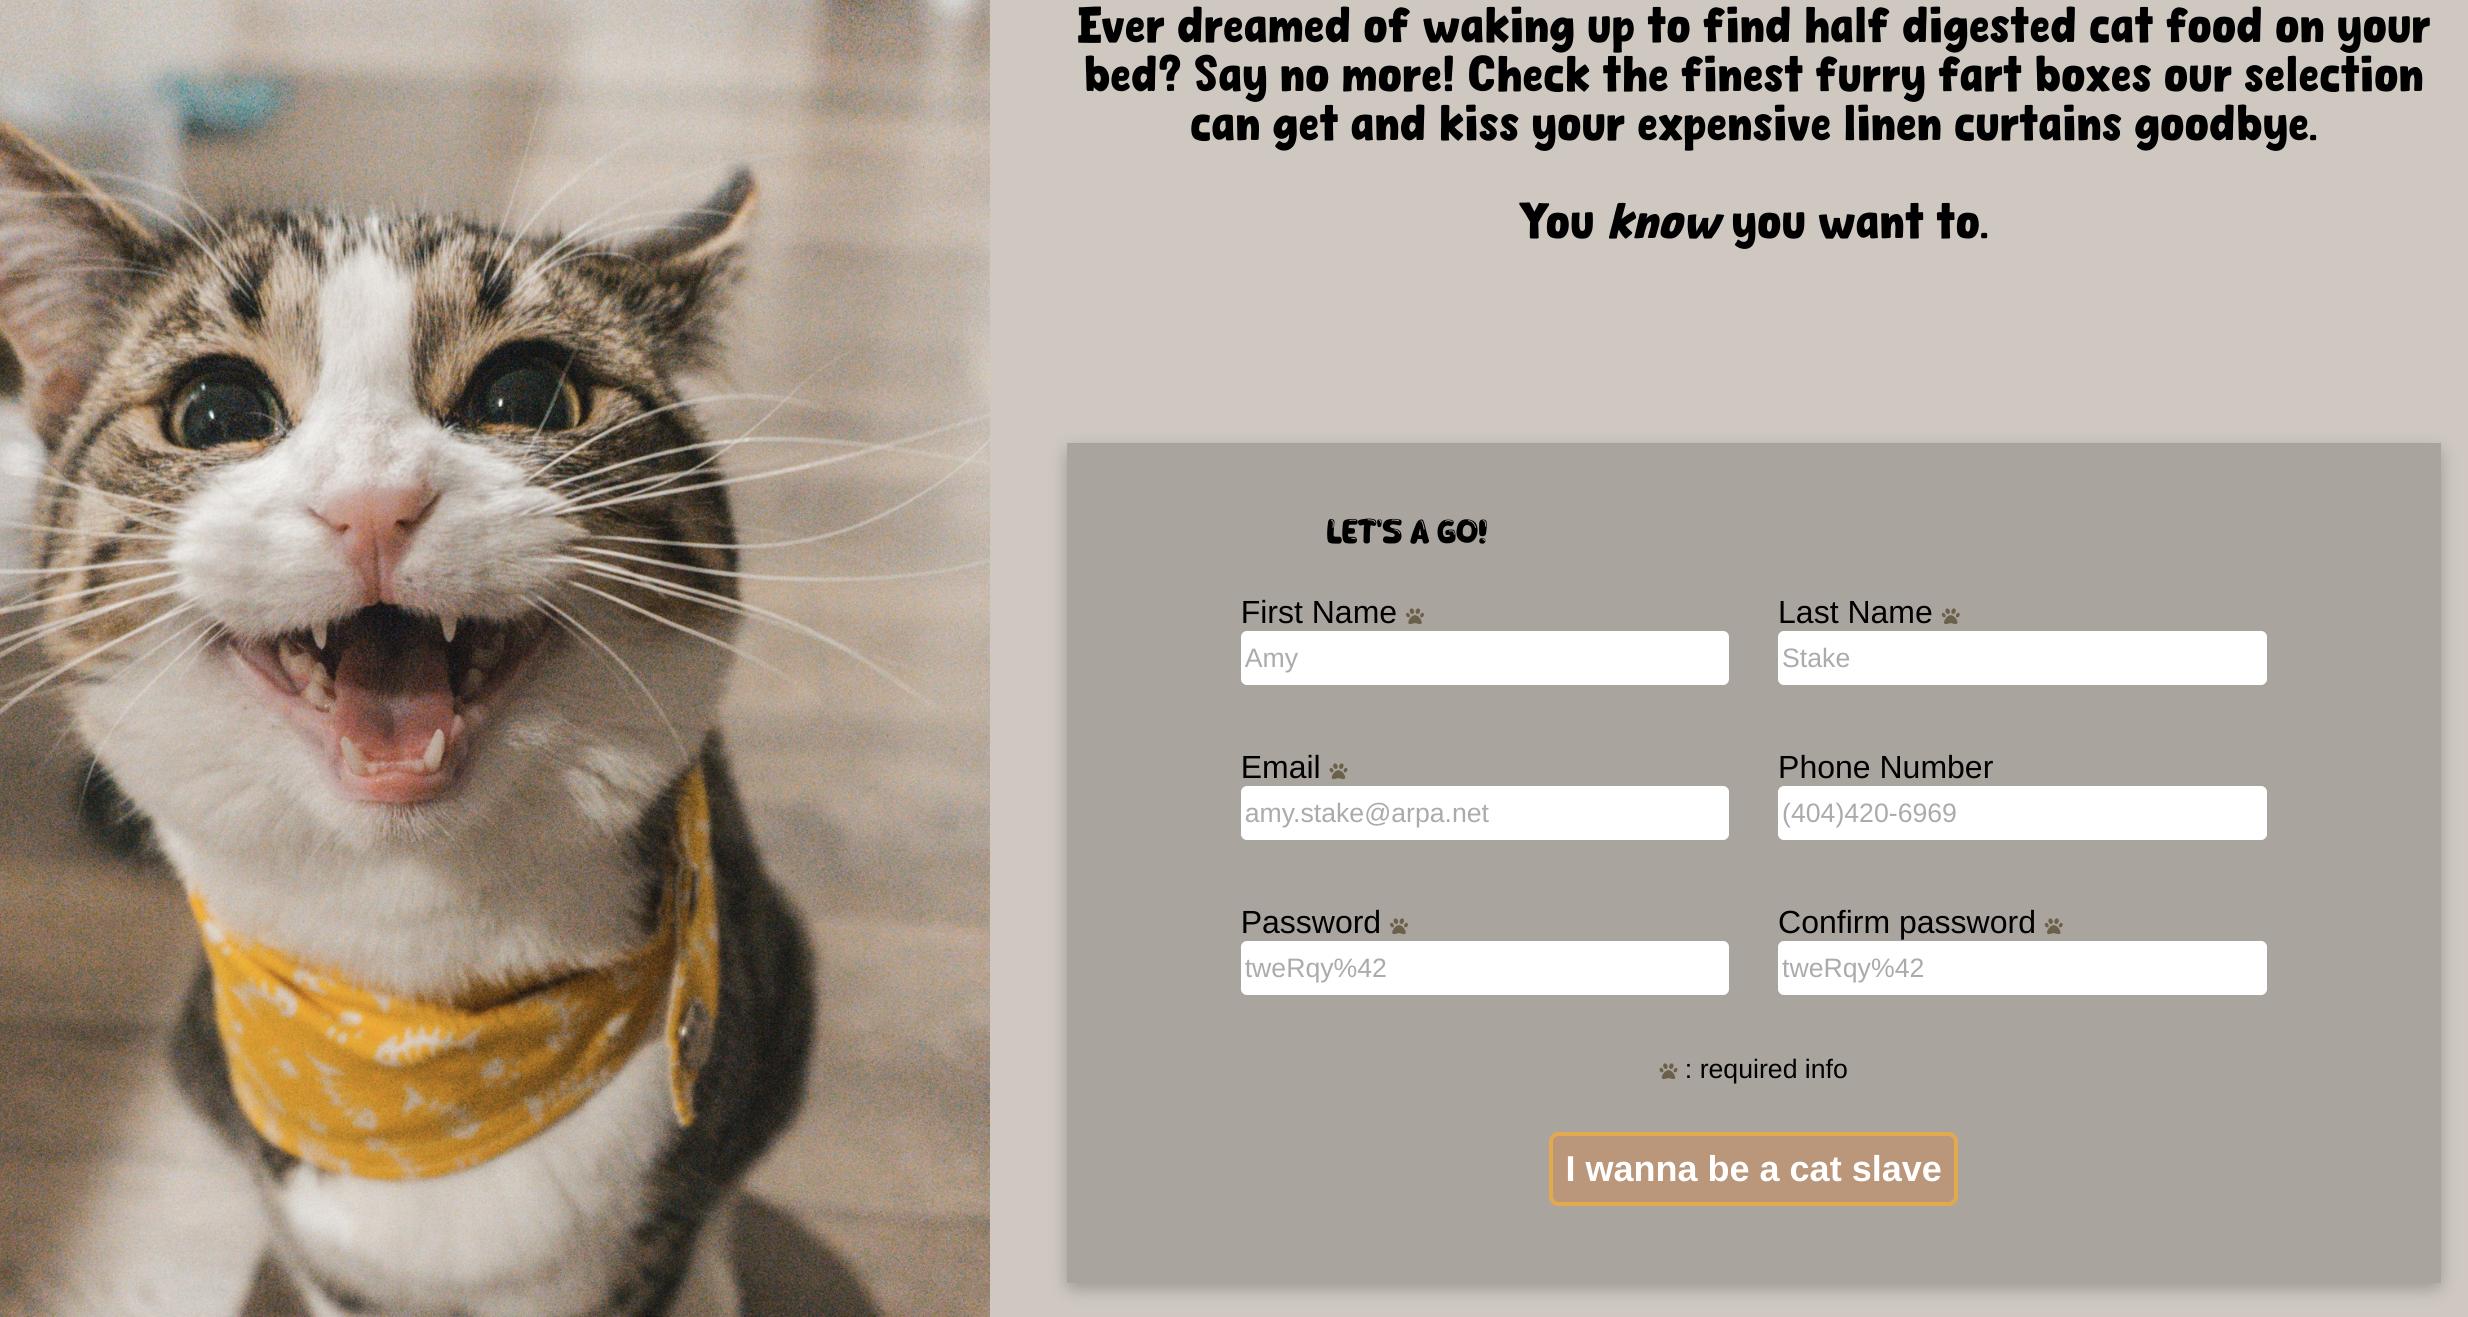 Ever dreamed of waking up to find half digested cat food on your
bed? Say no more! Check the finest furry fart boxes our selection
can get and kiss your expensive linen curtains goodbye.
You know you want to.
LET'S A GO!
First Name
Last Name
Amy
Stake
Email
Phone Number
amy.stake@arpa.net
(404)420-6969
Password
Confirm password
tweRqy%42
tweRqy%42
: required info
I wanna be a cat slave